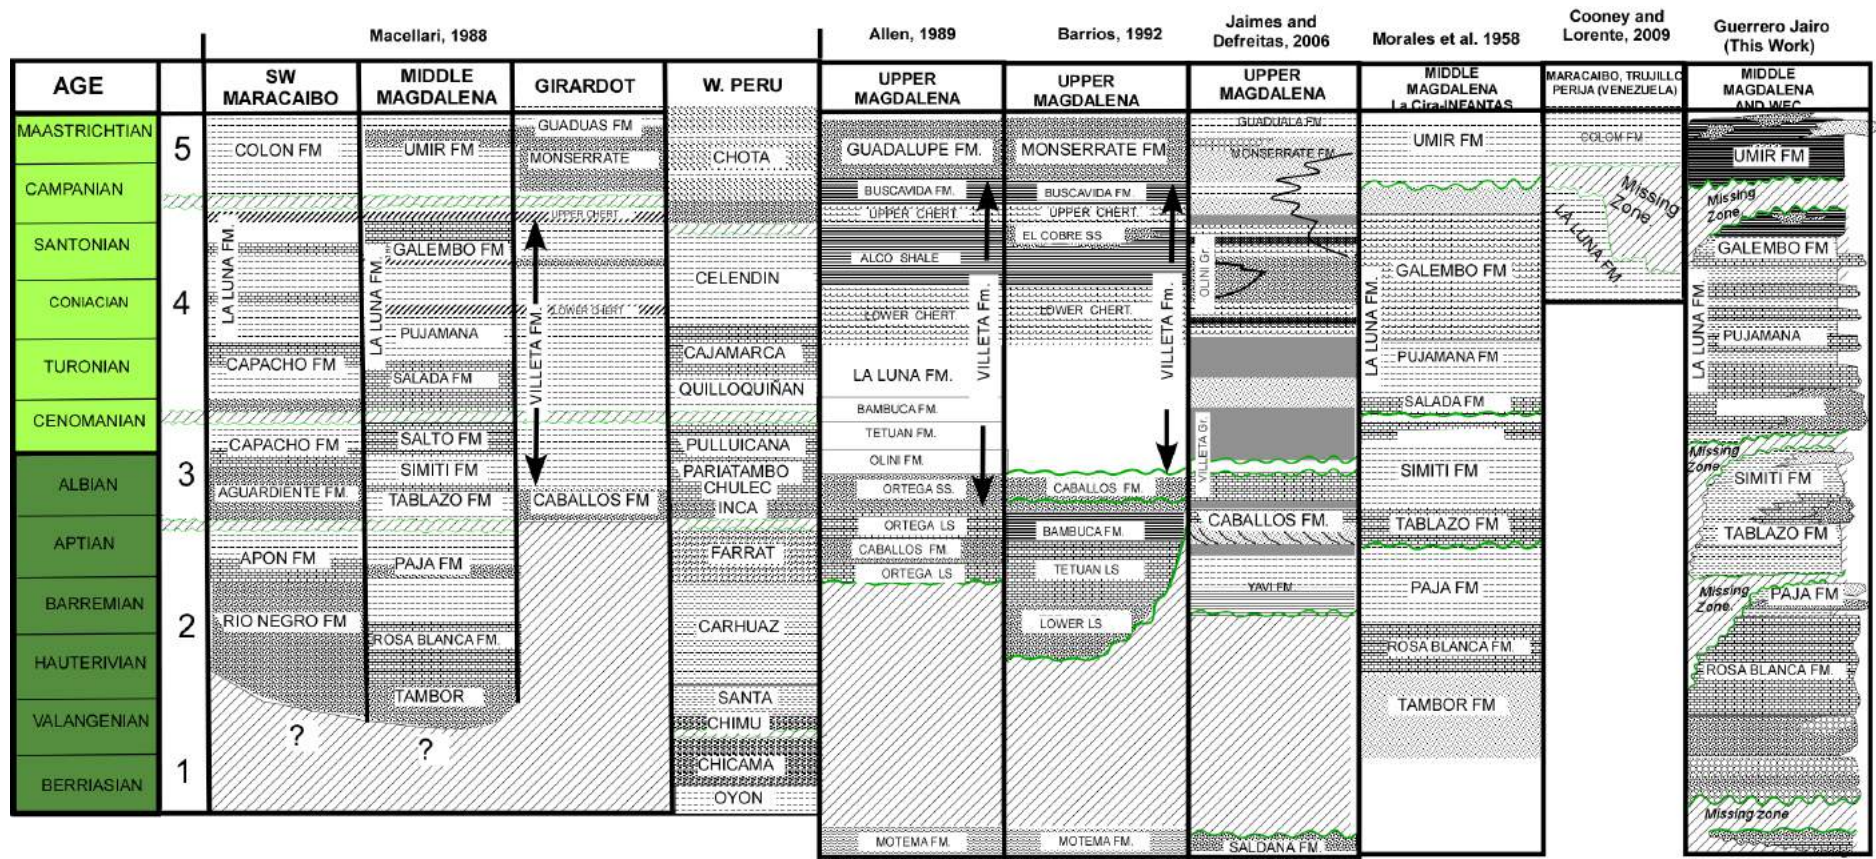 Macellari, 1988
Allen, 1989
Barrios, 1992
Jaimes and
Defreitas, 2006
Morales et al. 1958
Cooney and
Lorente, 2009
Guerrero Jairo
(This Work)
AGE
SW
MARACAIBO
MIDDLE
MAGDALENA
GIRARDOT
W. PERU
UPPER
MAGDALENA
UPPER
MAGDALENA
UPPER
MAGDALENA
MIDDLE
MAGDALENA
La Cira-INFANTAS
MARACAIBO, TRUJILLO
PERIJA (VENEZUELA)
MIDDLE
MAGDALENA
AND WEC
MAASTRICHTIAN
CAMPANIAN
SANTONIAN
CONIACIAN
TURONIAN
CENOMANIAN
ALBIAN
APTIAN
BARREMIAN
HAUTERIVIAN
VALANGENIAN
BERRIASIAN
5
4
3
2
1
COLON FM
LA LUNA FM.
CAPACHO FM
CAPACHO FM
AGUARDIENTE FM.
APON FM
RIO NEGRO FM
?
UMIR FM
GALEMBO FM
LA LUNA FM.
PUJAMANA
SALADA FM
SALTO FM
SIMITI FM
TABLAZO FM
PAJA FM
ROSA BLANCA FM.
TAMBOR
?
GUADUAS FM
MONSERRATE
UPPER CHERT
LOWER CHERT
VILLETA FM.
CABALLOS FM
CHOTA
CELENDIN
CAJAMARCA
QUILLOQUIÑAN
PULLUICANA
PARIATAMBO
CHULEC
INCA
FARRAT
CARHUAZ
SANTA
CHIMU
CHICAMA
OYON
GUADALUPE FM.
BUSCAVIDA FM.
UPPER CHERT.
ALCO SHALE
LOWER CHERT.
VILLETA Fm.
LA LUNA FM.
BAMBUCA FM.
TETUAN FM.
OLINI FM.
ORTEGA SS.
ORTEGA LS
CABALLOS FM.
ORTEGA LS
MOTEMA FM.
MONSERRATE FM
BUSCAVIDA FM.
UPPER CHERT.
EL COBRE SS
LOWER CHERT.
VILLETA Fm.
CABALLOS FM.
BAMBUCA FM.
TETUAN LS
LOWER LS
MOTEMA FM.
GUADUALA FM
MONSERRATE FM
OLINI Gr.
VILLETA Gr.
CABALLOS FM.
YAVI FM.
SALDANA FM.
UMIR FM
GALEMBO FM
LA LUNA FM.
PUJAMANA FM
SALADA FM
SIMITI FM
TABLAZO FM
PAJA FM
ROSA BLANCA FM.
TAMBOR FM
COLOM FM
Missing
Zone.
LA LUNA FM.
UMIR FM
Missing
Zone
GALEMBO FM
LA LUNA FM.
PUJAMANA
Missing
Zone.
SIMITI FM
TABLAZO FM
Missing
Zone.
PAJA FM
ROSA BLANCA FM.
Missing zone